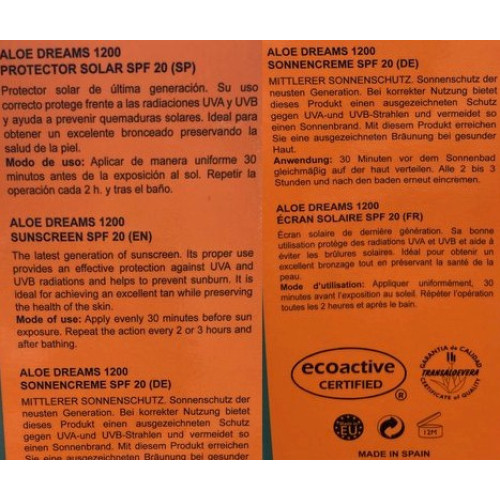 ALOE DREAMS 1200
PROTECTOR SOLAR SPF 20 (SP)
Protector solar de última generación. Su uso
correcto protege frente a las radiaciones UVA y UVB
y ayuda a prevenir quemaduras solares. Ideal para
obtener un excelente bronceado preservando la
salud de la piel.
Modo de uso: Aplicar de manera uniforme 30
minutos antes de la exposición al sol. Repetir la
operación cada 2 h. y tras el baño.
ALOE DREAMS 1200
SUNSCREEN SPF 20 (EN)
The latest generation of sunscreen. Its proper use
provides an effective protection against UVA and
UVB radiations and helps to prevent sunburn. It is
ideal for achieving an excellent tan while preserving
the health of the skin.
Mode of use: Apply evenly 30 minutes before sun
exposure. Repeat the action every 2 or 3 hours and
after bathing.
ALOE DREAMS 1200
SONNENCREME SPF 20 (DE)
MITTLERER SONNENSCHUTZ. Sonnenschutz der
neusten Generation. Bei korrekter Nutzung bietet
dieses Produkt einen ausgezeichneten Schutz
gegen UVA-und UVB-Strahlen und vermeidet so
einen Sonnenbrand. Mit diesem Produkt erreichen
Sie eine ausgezeichneten Bräunung bei gesunder
ALOE DREAMS 1200
SONNENCREME SPF 20 (DE)
MITTLERER SONNENSCHUTZ. Sonnenschutz der
neusten Generation. Bei korrekter Nutzung bietet
dieses Produkt einen ausgezeichneten Schutz
gegen UVA-und UVB-Strahlen und vermeidet so
einen Sonnenbrand. Mit diesem Produkt erreichen
Sie eine ausgezeichneten Bräunung bei gesunder
Haut.
Anwendung: 30 Minuten vor dem Sonnenbad
gleichmäßig auf der haut verteilen. Alle 2 bis 3
Stunden und nach den baden erneut eincremen.
ALOE DREAMS 1200
ÉCRAN SOLAIRE SPF 20 (FR)
Écran solaire de dernière génération. Sa bonne
utilisation protège des radiations UVA et UVB et aide à
éviter les brûlures solaires. Idéal pour obtenir un
excellent bronzage tout en préservant la santé de la
peau.
Mode d'utilisation: Appliquer uniformément, 30
minutes avant l'exposition au soleil. Répéter l'opération
toutes les 2 heures et après le bain.
ecoactive
CERTIFIED
®
GARANTIA DE CALIDAD
TRANSALOEVERA
EU
12M
MADE IN SPAIN